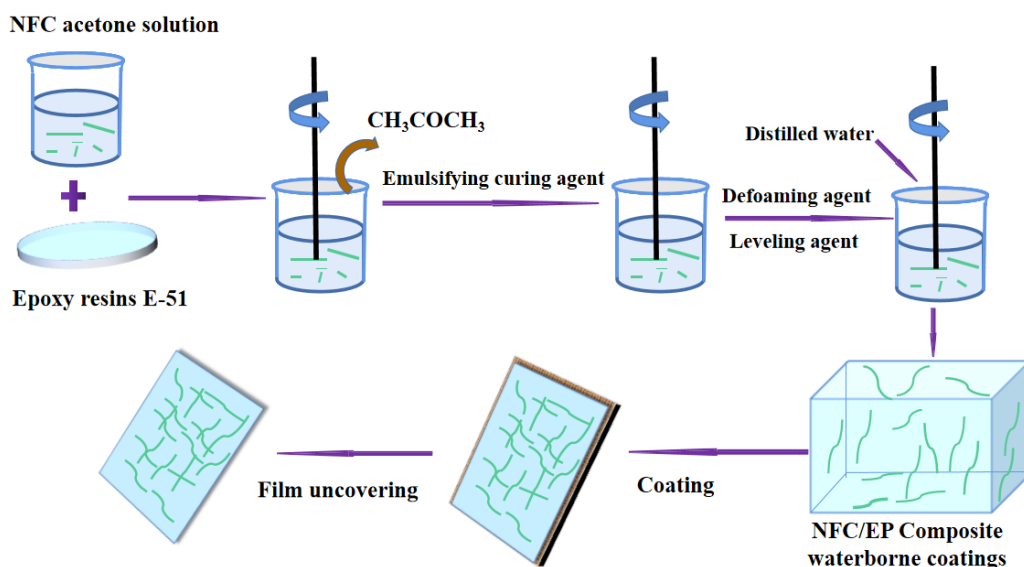 NFC acetone solution
CH₃COCH₃
Distilled water
Emulsifying curing agent
Defoaming agent
Leveling agent
Epoxy resins E-51
Film uncovering
Coating
NFC/EP Composite
waterborne coatings